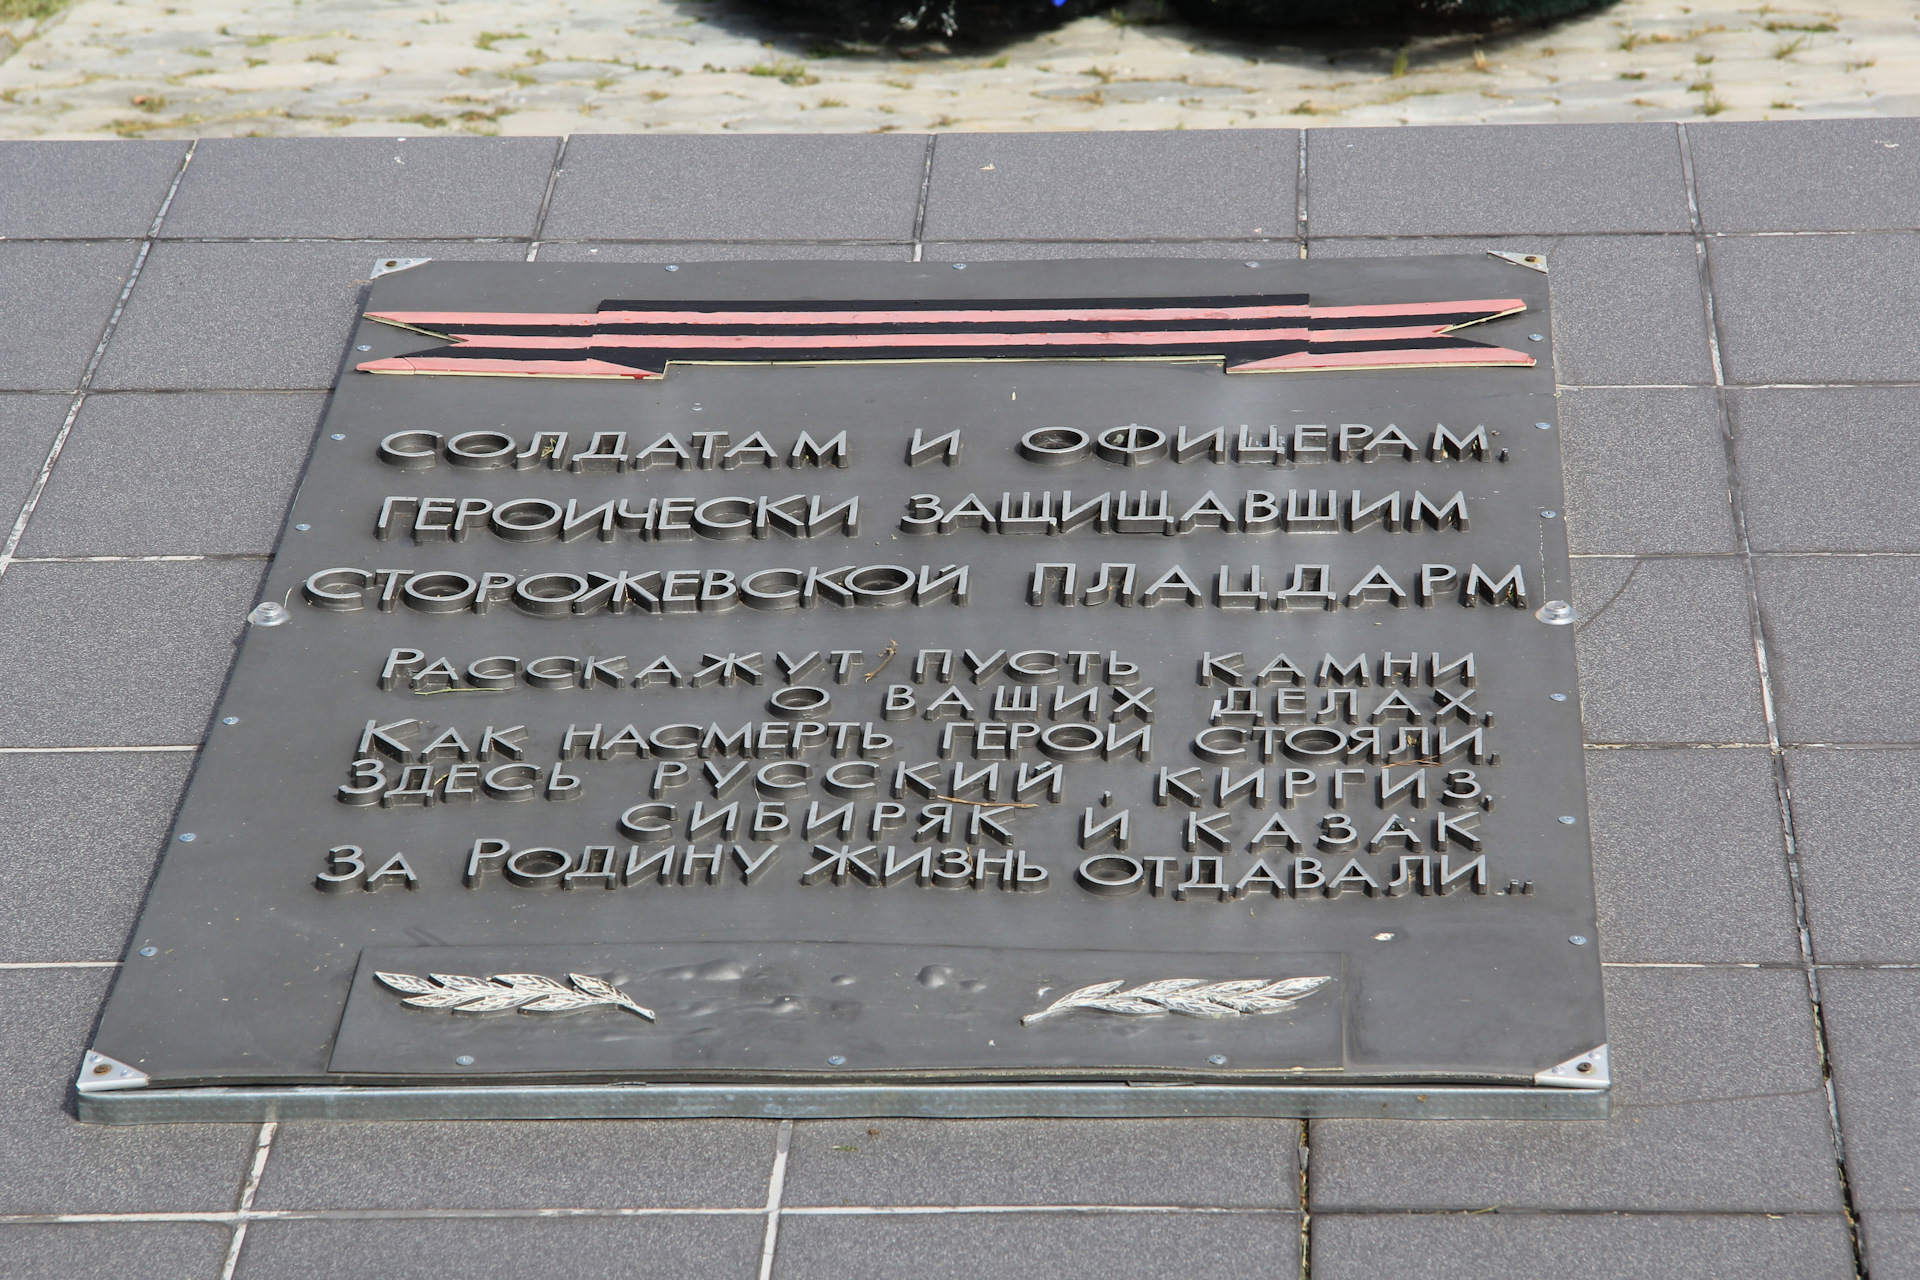 СОЛДАТАМ И ОФИЦЕРАМ,
ГЕРОИЧЕСКИ ЗАЩИЩАВШИМ
СТОРОЖЕВСКОЙ ПЛАЦДАРМ
РАССКАЖУТ ПУСТЬ КАМНИ
О ВАШИХ ДЕЛАХ,
КАК НАСМЕРТЬ ГЕРОИ СТОЯЛИ,
ЗДЕСЬ РУССКИЙ, КИРГИЗ,
СИБИРЯК И КАЗАК
ЗА РОДИНУ ЖИЗНЬ ОТДАВАЛИ...